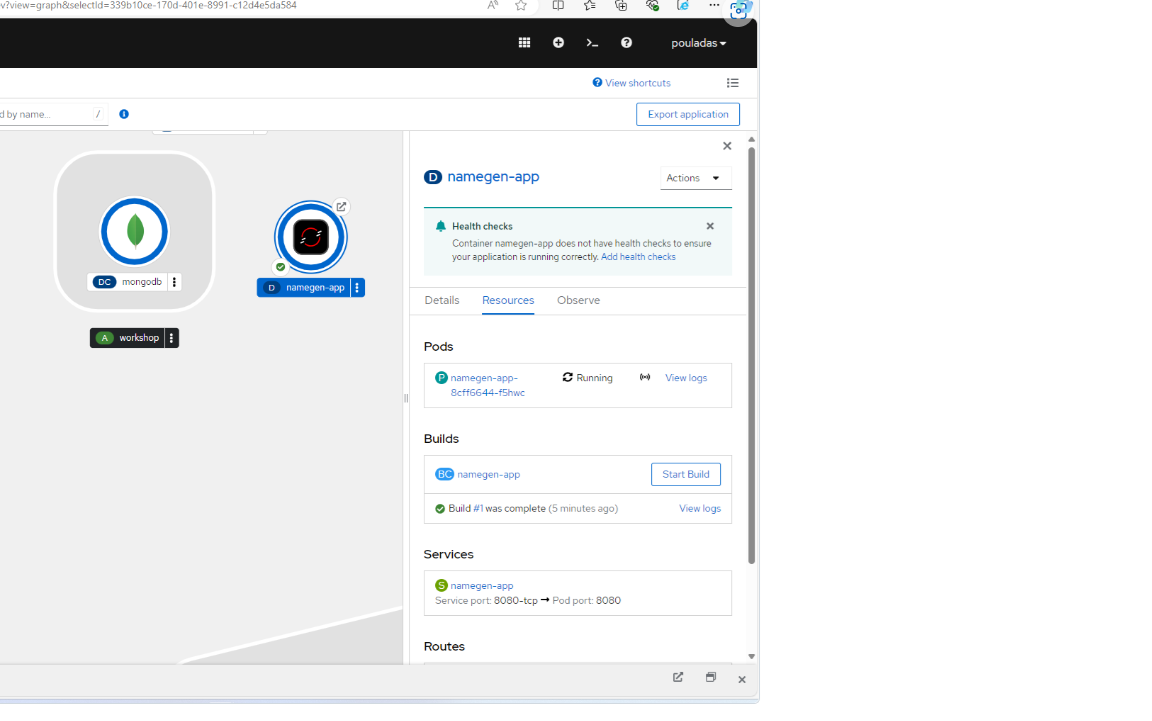 v?view=graph&selectId=339b10ce-170d-401e-8991-c12d4e5da584
pouladas
View shortcuts
d by name...
/
Export application
DC mongodb
A workshop
D namegen-app
D namegen-app
Actions
Health checks
Container namegen-app does not have health checks to ensure
your application is running correctly. Add health checks
Details Resources Observe
Pods
P namegen-app-
8cff6644-f5hwc
Running
View logs
Builds
BC namegen-app
Start Build
Build #1 was complete (5 minutes ago)
View logs
Services
S namegen-app
Service port: 8080-tcp → Pod port: 8080
Routes